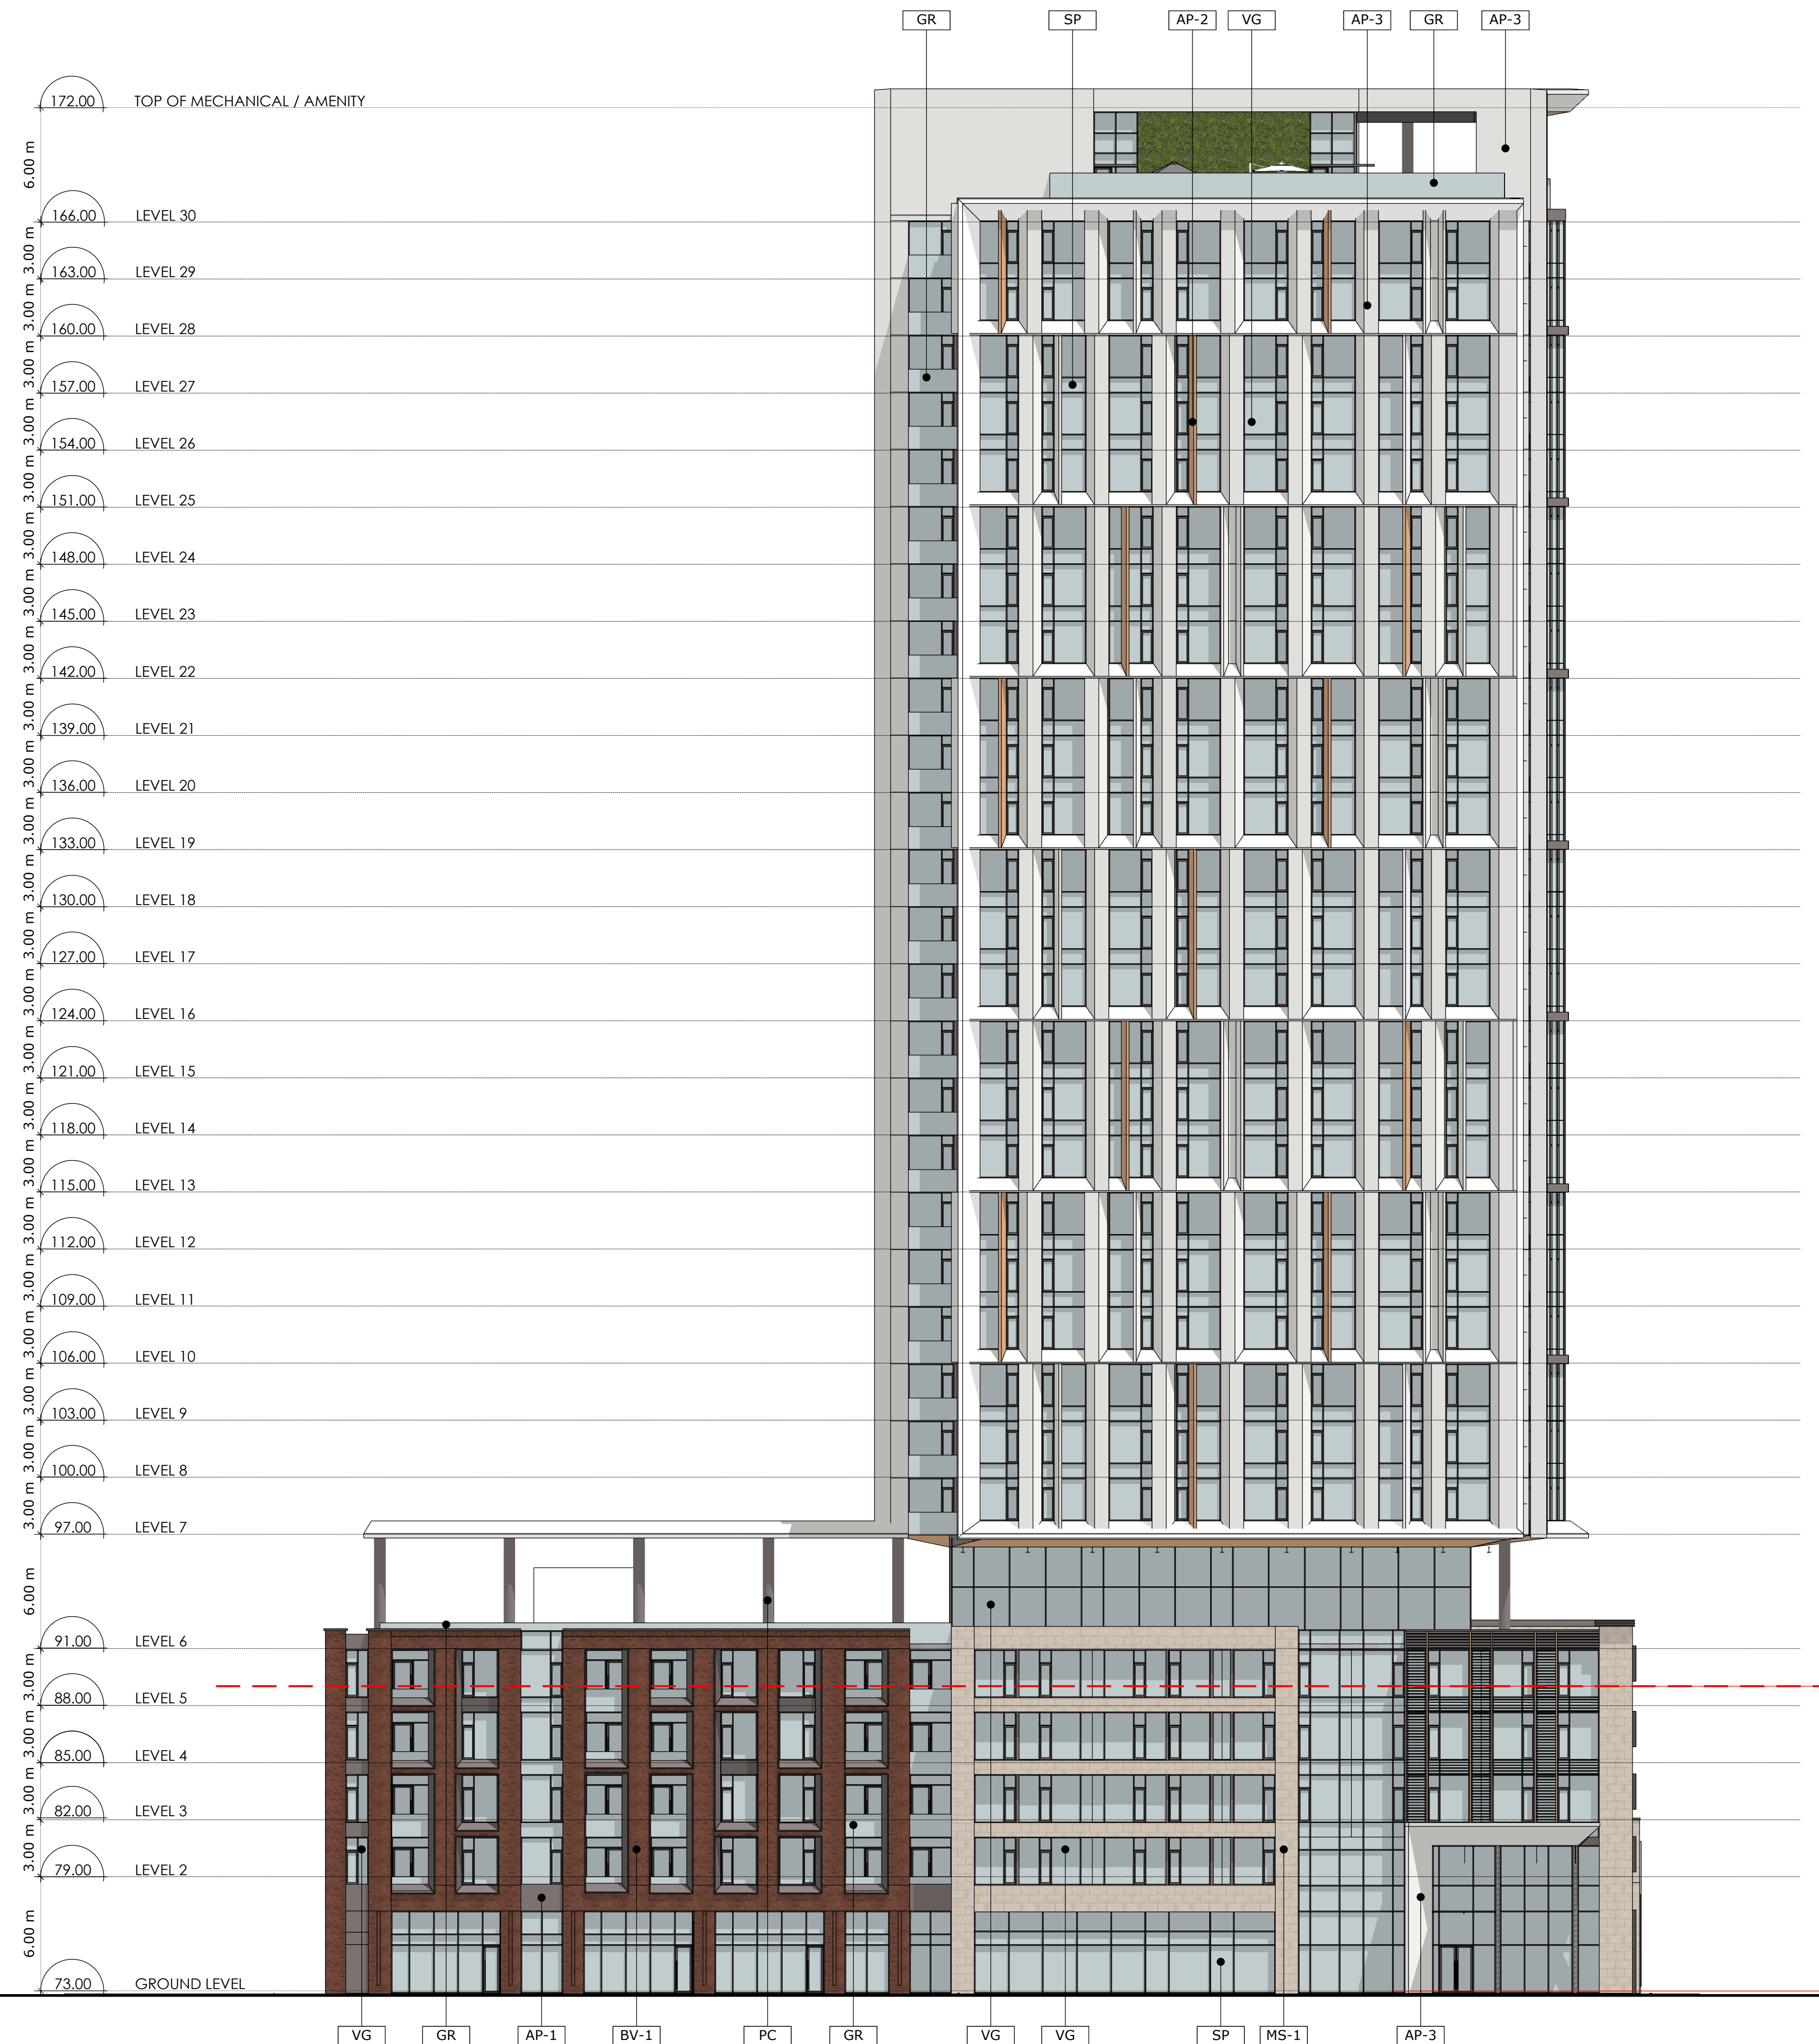 GR SP AP-2 VG AP-3 GR AP-3
172.00 TOP OF MECHANICAL / AMENITY
6.00 m
166.00 LEVEL 30
3.00 m
163.00 LEVEL 29
3.00 m
160.00 LEVEL 28
3.00 m
157.00 LEVEL 27
3.00 m
154.00 LEVEL 26
3.00 m
151.00 LEVEL 25
3.00 m
148.00 LEVEL 24
3.00 m
145.00 LEVEL 23
3.00 m
142.00 LEVEL 22
3.00 m
139.00 LEVEL 21
3.00 m
136.00 LEVEL 20
3.00 m
133.00 LEVEL 19
3.00 m
130.00 LEVEL 18
3.00 m
127.00 LEVEL 17
3.00 m
124.00 LEVEL 16
3.00 m
121.00 LEVEL 15
3.00 m
118.00 LEVEL 14
3.00 m
115.00 LEVEL 13
3.00 m
112.00 LEVEL 12
3.00 m
109.00 LEVEL 11
3.00 m
106.00 LEVEL 10
3.00 m
103.00 LEVEL 9
3.00 m
100.00 LEVEL 8
3.00 m
97.00 LEVEL 7
6.00 m
91.00 LEVEL 6
3.00 m
88.00 LEVEL 5
3.00 m
85.00 LEVEL 4
3.00 m
82.00 LEVEL 3
3.00 m
79.00 LEVEL 2
6.00 m
73.00 GROUND LEVEL
VG GR AP-1 BV-1 PC GR VG VG SP MS-1 AP-3